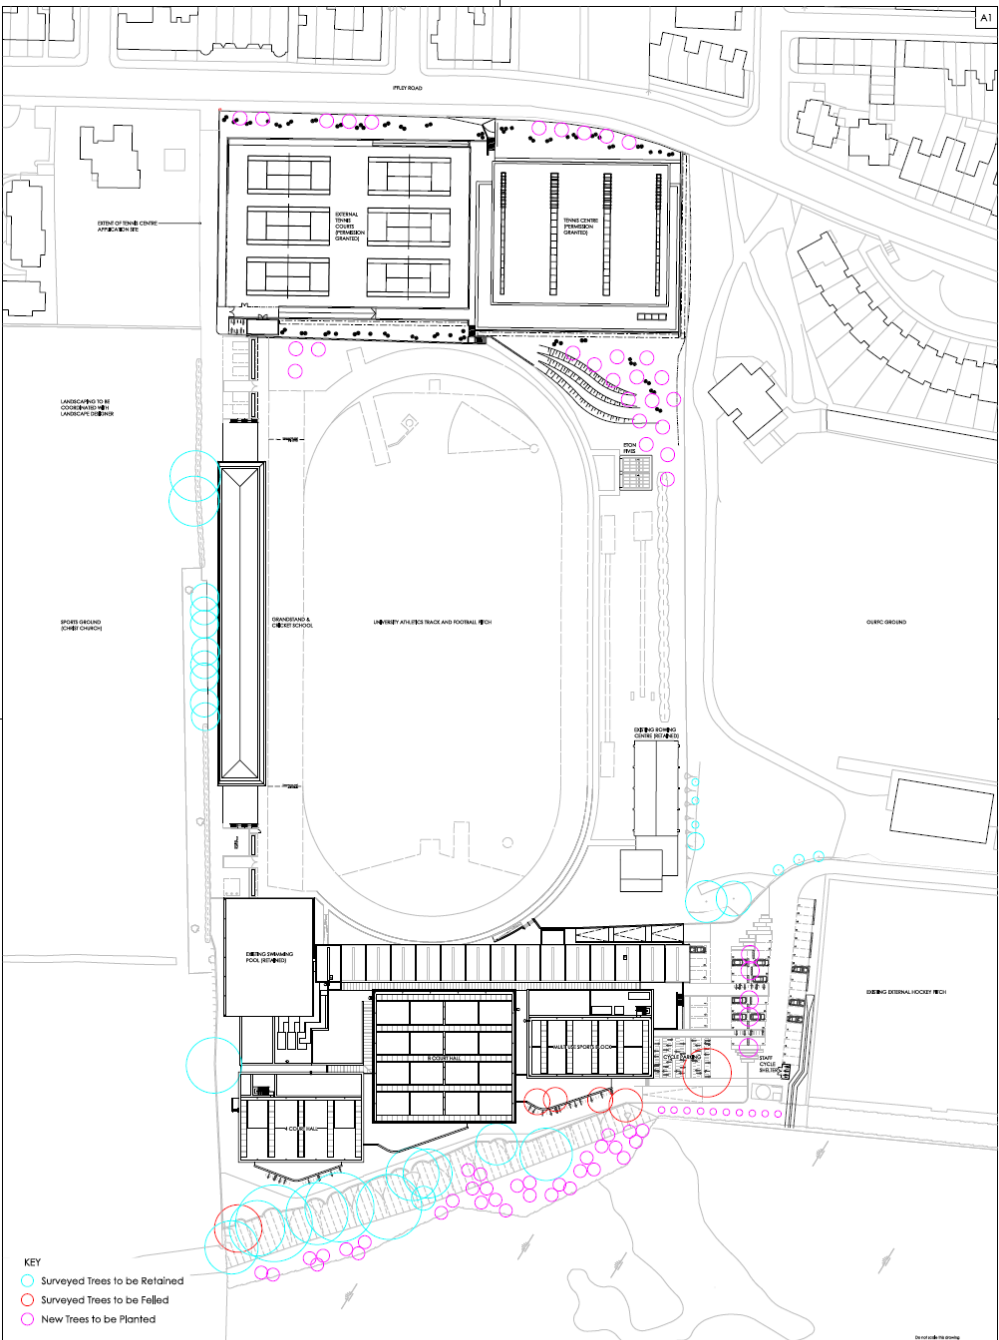 A1
IFFLEY ROAD
EXTENT OF TENNIS CENTRE
APPLICATION SITE
EXTERNAL
TENNIS
COURTS
(PERMISSION
GRANTED)
TENNIS CENTRE
(PERMISSION
GRANTED)
LANDSCAPING TO BE
COORDINATED WITH
LANDSCAPE DESIGNER
ETON
FIVES
SPORTS GROUND
(CHRIST CHURCH)
GRANDSTAND &
CRICKET SCHOOL
UNIVERSITY ATHLETICS TRACK AND FOOTBALL PITCH
OURFC GROUND
EXISTING ROWING
CENTRE (RETAINED)
EXISTING SWIMMING
POOL (RETAINED)
EXISTING EXTERNAL HOCKEY PITCH
8 COURT HALL
MULTI USE SPORTS BLOCK
CYCLE PARKING
STAFF
CYCLE
SHELTER
4 COURT HALL
KEY
Surveyed Trees to be Retained
Surveyed Trees to be Felled
New Trees to be Planted
Do not scale this drawing